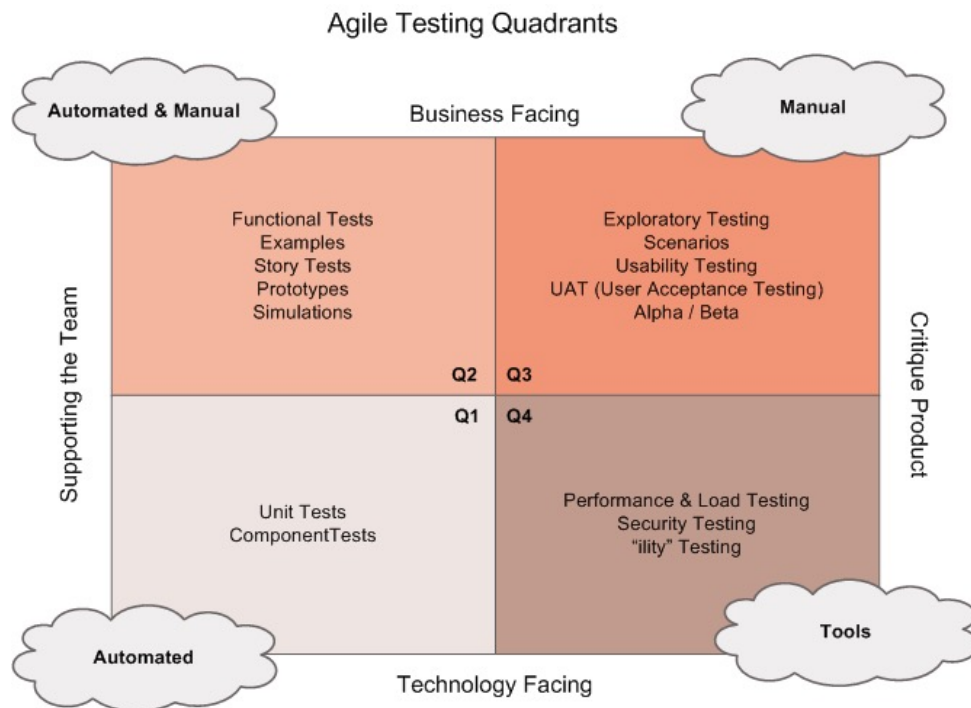 Agile Testing Quadrants
Automated & Manual
Business Facing
Manual
Functional Tests
Examples
Story Tests
Prototypes
Simulations
Exploratory Testing
Scenarios
Usability Testing
UAT (User Acceptance Testing)
Alpha / Beta
Supporting the Team
Critique Product
Q2
Q3
Q1
Q4
Unit Tests
ComponentTests
Performance & Load Testing
Security Testing
“ility” Testing
Automated
Technology Facing
Tools